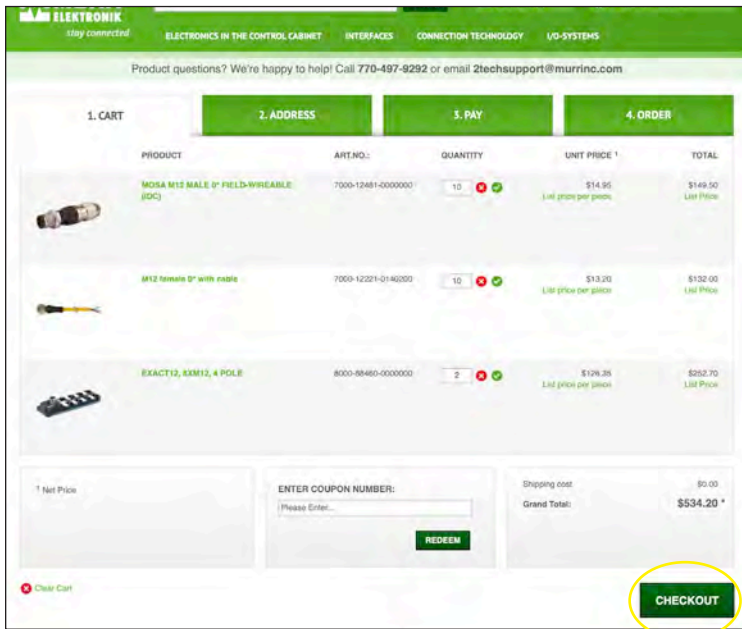 ELEKTRONIK
stay connected
ELECTRONICS IN THE CONTROL CABINET INTERFACES CONNECTION TECHNOLOGY I/O-SYSTEMS
Product questions? We're happy to help! Call 770-497-9292 or email 2techsupport@murrinc.com
1. CART 2. ADDRESS 3. PAY 4. ORDER
PRODUCT ART.NO.: QUANTITY UNIT PRICE ¹ TOTAL
MOSA M12 MALE 0° FIELD-WIREABLE 7000-12481-0000000 10 $14.95 $149.50
(IDC) List price per piece List Price
M12 female 0° with cable 7000-12221-0140200 10 $13.20 $132.00
List price per piece List Price
EXACT12, 8XM12, 4 POLE 8000-88460-0000000 2 $126.35 $252.70
List price per piece List Price
¹ Net Price
ENTER COUPON NUMBER:
Please Enter...
REDEEM
Shipping cost $0.00
Grand Total: $534.20 *
Clear Cart
CHECKOUT